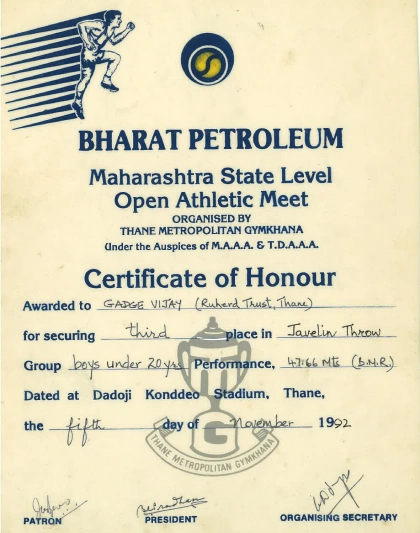 BHARAT PETROLEUM
Maharashtra State Level
Open Athletic Meet
ORGANISED BY
THANE METROPOLITAN GYMKHANA
Under the Auspices of M.A.A.A. & T.D.A.A.A.
Certificate of Honour
Awarded to GADGE VIJAY (Ruherd Trust, Thane)
for securing third place in Javelin Throw
Group boys under 20 yrs Performance, 47.66 Mts (B.N.R.)
Dated at Dadoji Konddeo Stadium, Thane,
the fifth day of November 1992
THANE METROPOLITAN GYMKHANA
PATRON PRESIDENT ORGANISING SECRETARY